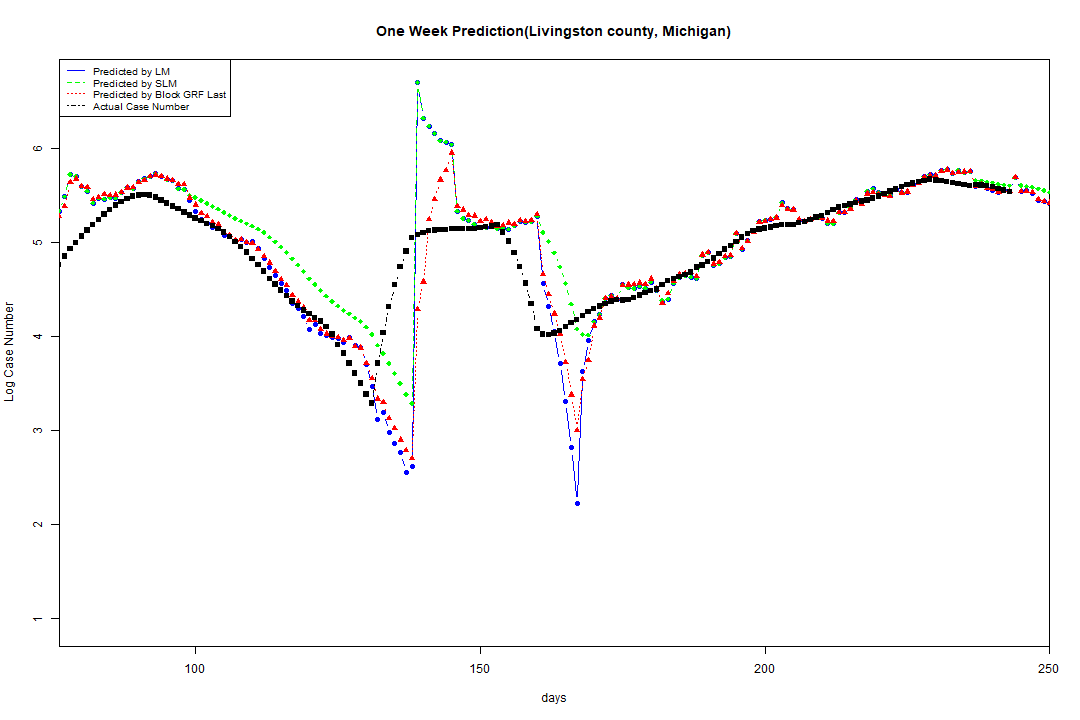 One Week Prediction(Livingston county, Michigan)
Predicted by LM
Predicted by SLM
Predicted by Block GRF Last
Actual Case Number
6
5
4
3
2
1
Log Case Number
100 150 200 250
days